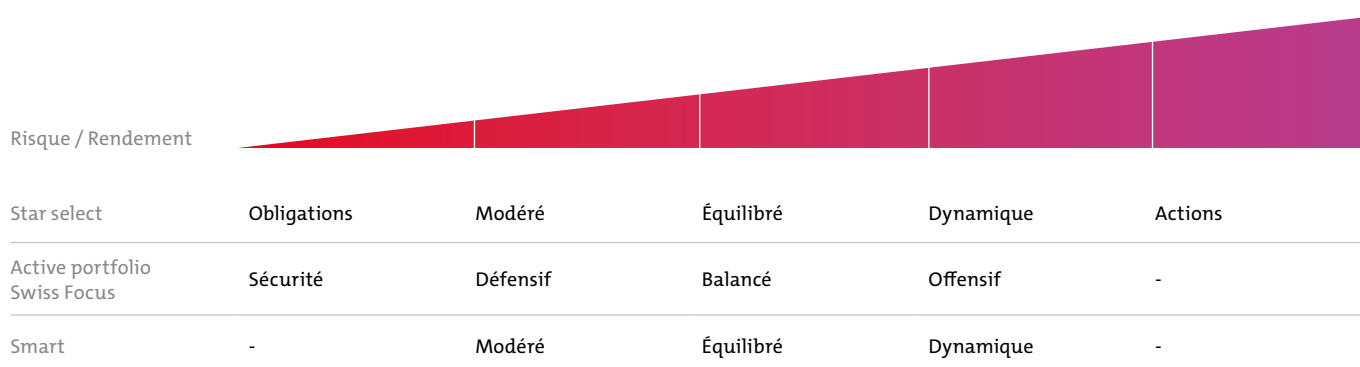 Risque / Rendement
Star select Obligations Modéré Équilibré Dynamique Actions
Active portfolio
Swiss Focus Sécurité Défensif Balancé Offensif -
Smart - Modéré Équilibré Dynamique -